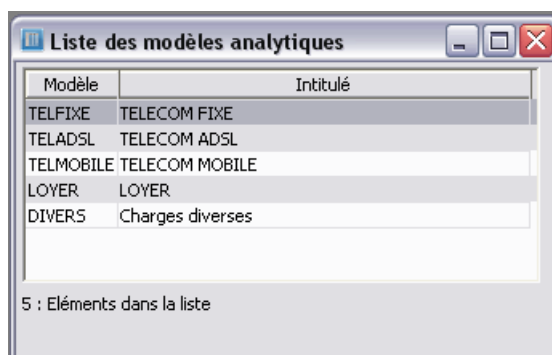 Liste des modèles analytiques
Modèle Intitulé
TELFIXE TELECOM FIXE
TELADSL TELECOM ADSL
TELMOBILE TELECOM MOBILE
LOYER LOYER
DIVERS Charges diverses
5 : Eléments dans la liste